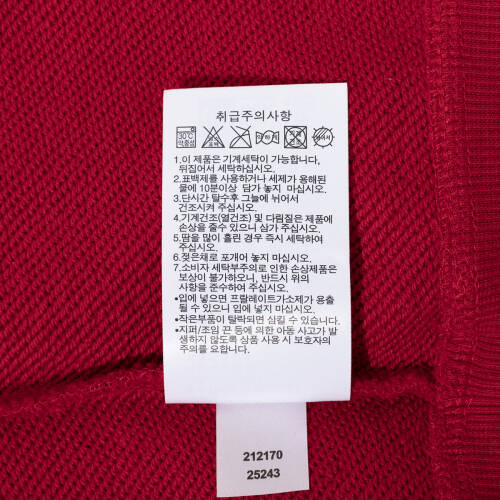 취급주의사항
30℃
약중성
1.이 제품은 기계세탁이 가능합니다,
뒤집어서 세탁하십시오.
2.표백제를 사용하거나 세제가 용해된
물에 10분이상 담가 놓지 마십시오.
3.단시간 탈수후 그늘에 뉘어서
건조시켜 주십시오.
4.기계건조(열건조) 및 다림질은 제품에
손상을 줄수 있으니 삼가 주십시오.
5.땀을 많이 흘린 경우 즉시 세탁하여
주십시오.
6.젖은채로 포개어 놓지 마십시오.
7.소비자 세탁부주의로 인한 손상제품은
보상이 불가하오니, 반드시 위의
사항을 준수하여 주십시오.
•입에 넣으면 프탈레이트가소제가 용출
될 수 있으니 입에 넣지 마십시오.
•작은부품이 탈락되면 삼킬 수 있습니다.
•지퍼/조임 끈 등에 의한 아동 사고가 발
생하지 않도록 상품 사용 시 보호자의
주의를 요합니다.
212170
25243